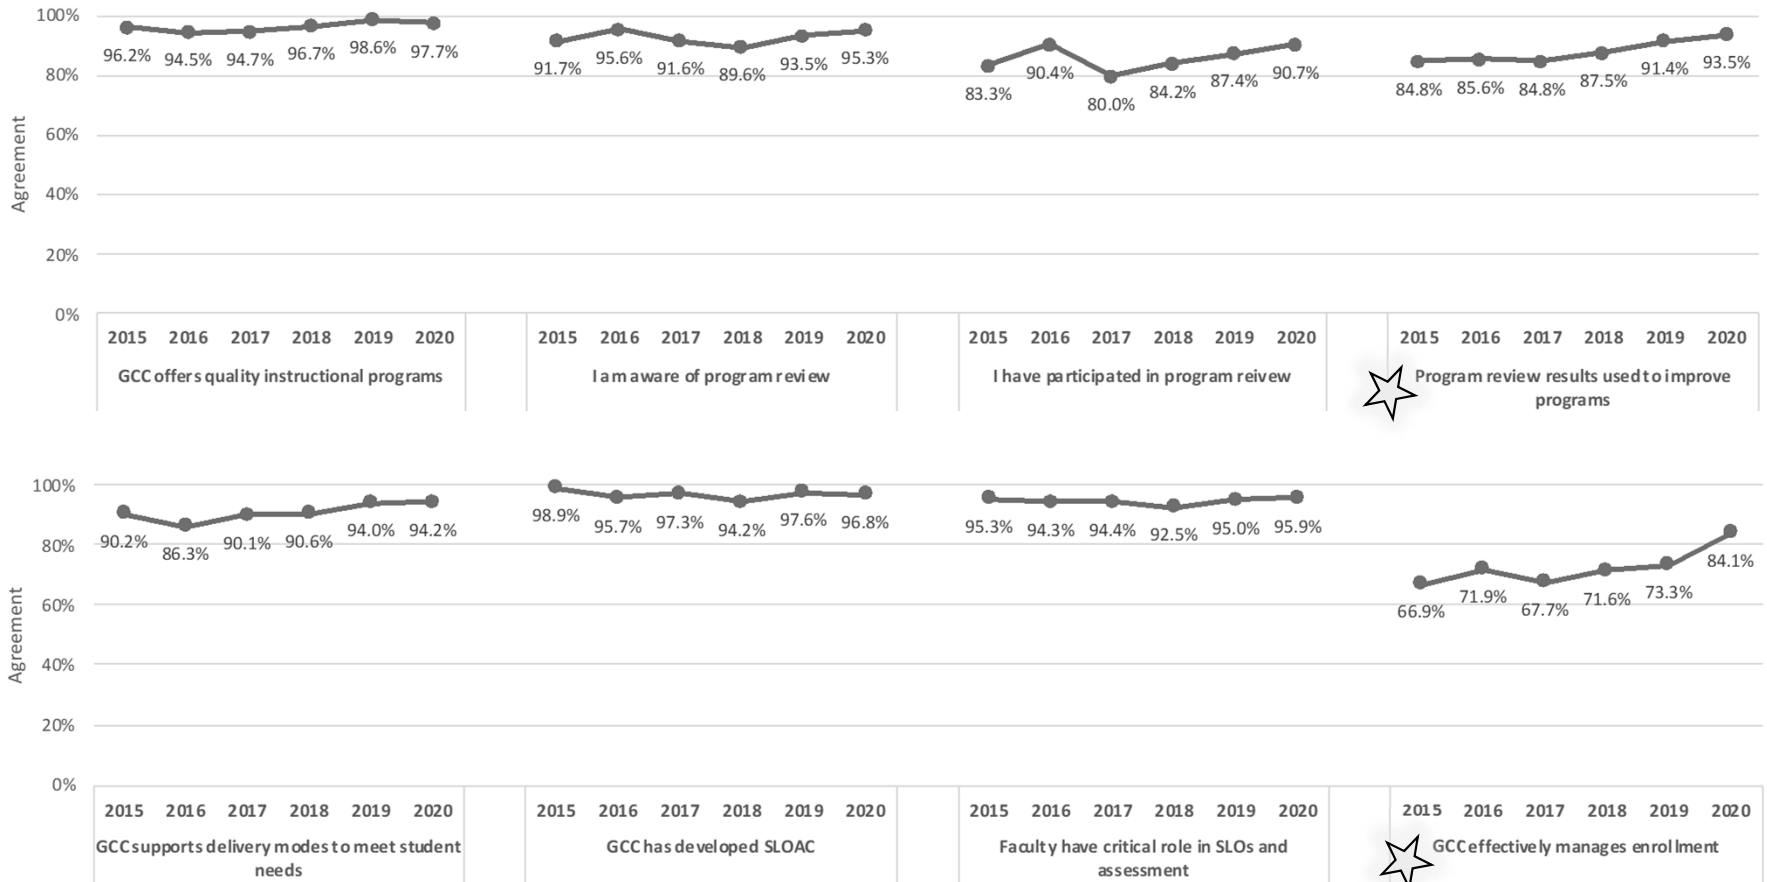 100%
96.2% 94.5% 94.7% 96.7% 98.6% 97.7% 91.7% 95.6% 91.6% 89.6% 93.5% 95.3% 83.3% 90.4% 80.0% 84.2% 87.4% 90.7% 84.8% 85.6% 84.8% 87.5% 91.4% 93.5%
80%
60%
Agreement
40%
20%
0%
2015 2016 2017 2018 2019 2020 2015 2016 2017 2018 2019 2020 2015 2016 2017 2018 2019 2020 2015 2016 2017 2018 2019 2020
GCC offers quality instructional programs I am aware of program review I have participated in program reivew Program review results used to improve
programs
100%
90.2% 86.3% 90.1% 90.6% 94.0% 94.2% 98.9% 95.7% 97.3% 94.2% 97.6% 96.8% 95.3% 94.3% 94.4% 92.5% 95.0% 95.9% 66.9% 71.9% 67.7% 71.6% 73.3% 84.1%
80%
60%
Agreement
40%
20%
0%
2015 2016 2017 2018 2019 2020 2015 2016 2017 2018 2019 2020 2015 2016 2017 2018 2019 2020 2015 2016 2017 2018 2019 2020
GCC supports delivery modes to meet student GCC has developed SLOAC Faculty have critical role in SLOs and GCC effectively manages enrollment
needs assessment